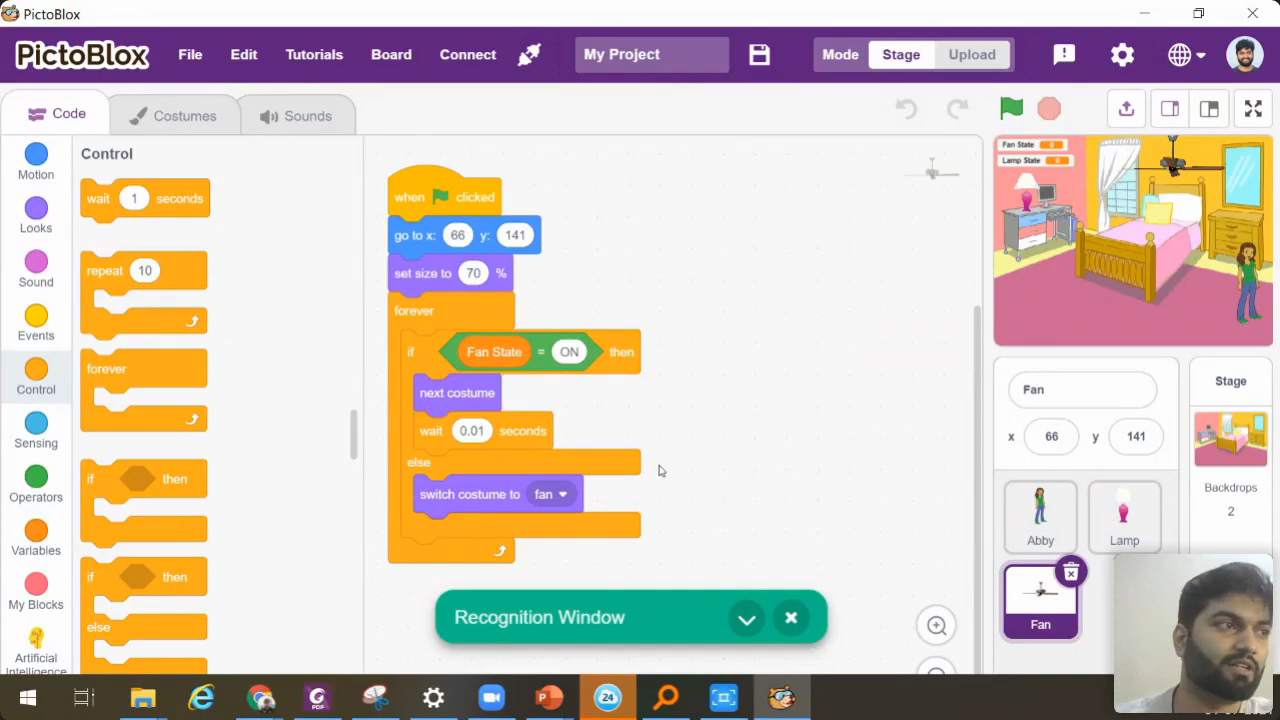 PictoBlox
PictoBlox File Edit Tutorials Board Connect My Project Mode Stage Upload
Code Costumes Sounds
Motion
Looks
Sound
Events
Control
Sensing
Operators
Variables
My Blocks
Artificial
Intelligence
Control
wait 1 seconds
repeat 10
forever
if then
if then
else
when clicked
go to x: 66 y: 141
set size to 70 %
forever
if Fan State = ON then
next costume
wait 0.01 seconds
else
switch costume to fan
Recognition Window
Fan State 0
Lamp State 0
Fan
x 66 y 141
Abby
Lamp
Fan
Stage
Backdrops
2
24